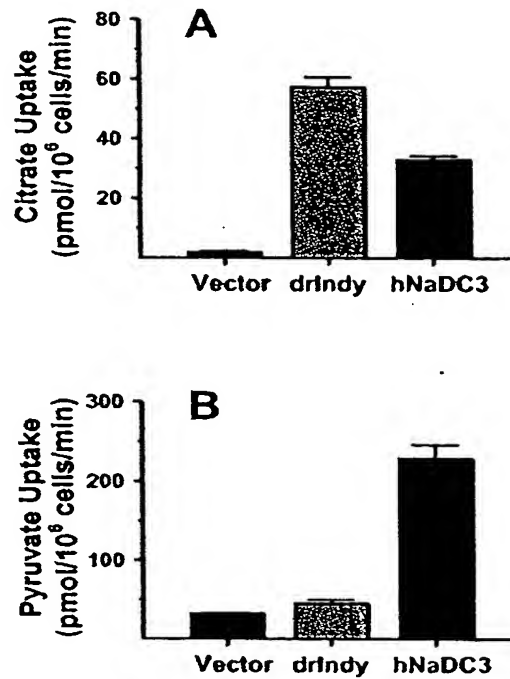 A
Citrate Uptake
(pmol/10⁶ cells/min)
80
60
40
20
Vector drIndy hNaDC3
B
Pyruvate Uptake
(pmol/10⁶ cells/min)
300
200
100
Vector drIndy hNaDC3